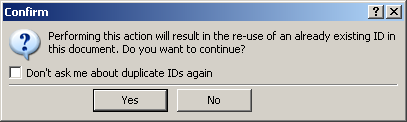 Confirm
Performing this action will result in the re-use of an already existing ID in
this document. Do you want to continue?
Don't ask me about duplicate IDs again
Yes No